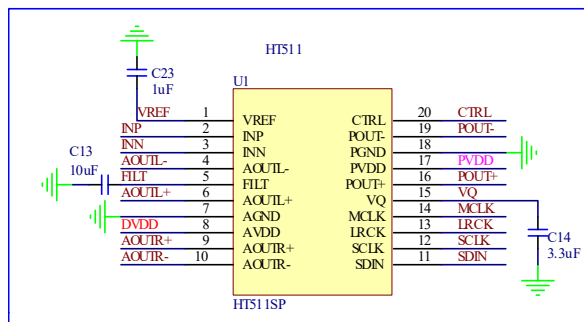 HT511
C23
1uF
U1
VREF 1 VREF CTRL 20 CTRL
INP 2 INP POUT- 19 POUT-
INN 3 INN PGND 18
AOUTL- 4 AOUTL- PVDD 17 PVDD
C13
10uF
FILT 5 FILT POUT+ 16 POUT+
AOUTL+ 6 AOUTL+ VQ 15 VQ
7 AGND MCLK 14 MCLK
DVDD 8 AVDD LRCK 13 LRCK
AOUTR+ 9 AOUTR+ SCLK 12 SCLK
AOUTR- 10 AOUTR- SDIN 11 SDIN
C14
3.3uF
HT511SP